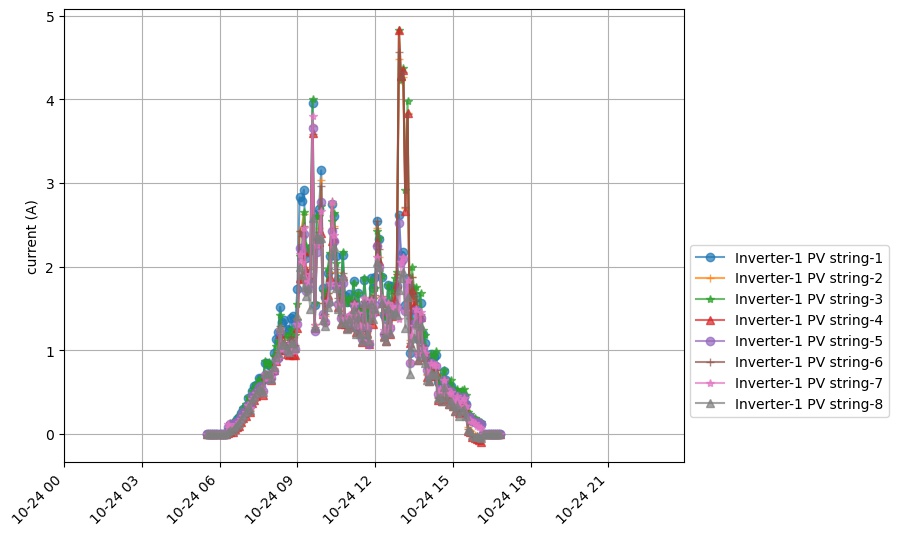 5
4
3
2
1
0
current (A)
10-24 00
10-24 03
10-24 06
10-24 09
10-24 12
10-24 15
10-24 18
10-24 21
Inverter-1 PV string-1
Inverter-1 PV string-2
Inverter-1 PV string-3
Inverter-1 PV string-4
Inverter-1 PV string-5
Inverter-1 PV string-6
Inverter-1 PV string-7
Inverter-1 PV string-8